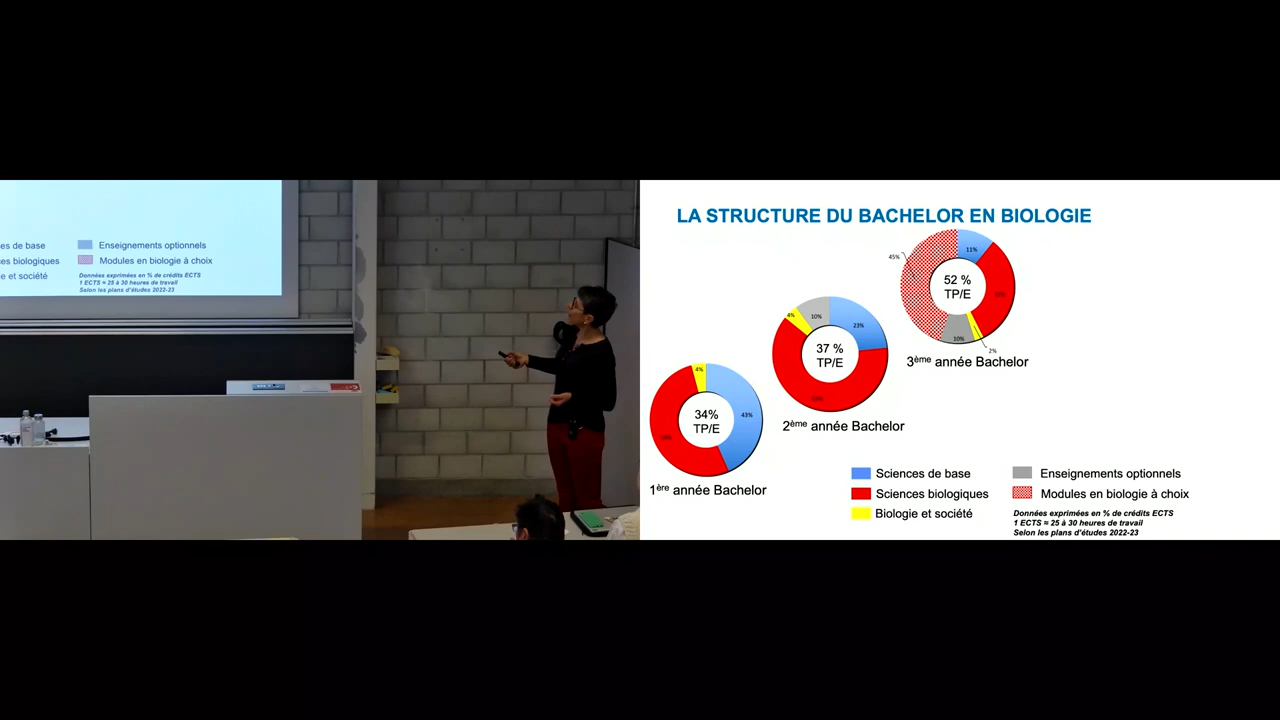 es de base
Enseignements optionnels
es biologiques
Modules en biologie à choix
e et société
Données exprimées en % de crédits ECTS
1 ECTS ≈ 25 à 30 heures de travail
Selon les plans d'études 2022-23
LA STRUCTURE DU BACHELOR EN BIOLOGIE
45%
11%
52 %
TP/E
10%
2%
3ème année Bachelor
4%
10%
23%
37 %
TP/E
2ème année Bachelor
4%
43%
34%
TP/E
1ère année Bachelor
Sciences de base
Sciences biologiques
Biologie et société
Enseignements optionnels
Modules en biologie à choix
Données exprimées en % de crédits ECTS
1 ECTS ≈ 25 à 30 heures de travail
Selon les plans d'études 2022-23